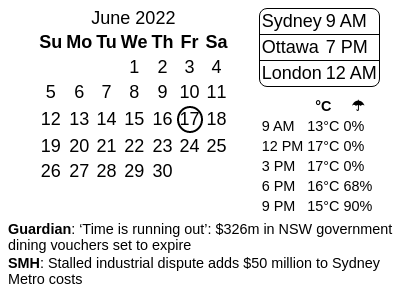 June 2022
Su Mo Tu We Th Fr Sa
1 2 3 4
5 6 7 8 9 10 11
12 13 14 15 16 17 18
19 20 21 22 23 24 25
26 27 28 29 30
Sydney 9 AM
Ottawa 7 PM
London 12 AM
°C ☂
9 AM 13°C 0%
12 PM 17°C 0%
3 PM 17°C 0%
6 PM 16°C 68%
9 PM 15°C 90%
Guardian: ‘Time is running out’: $326m in NSW government
dining vouchers set to expire
SMH: Stalled industrial dispute adds $50 million to Sydney
Metro costs